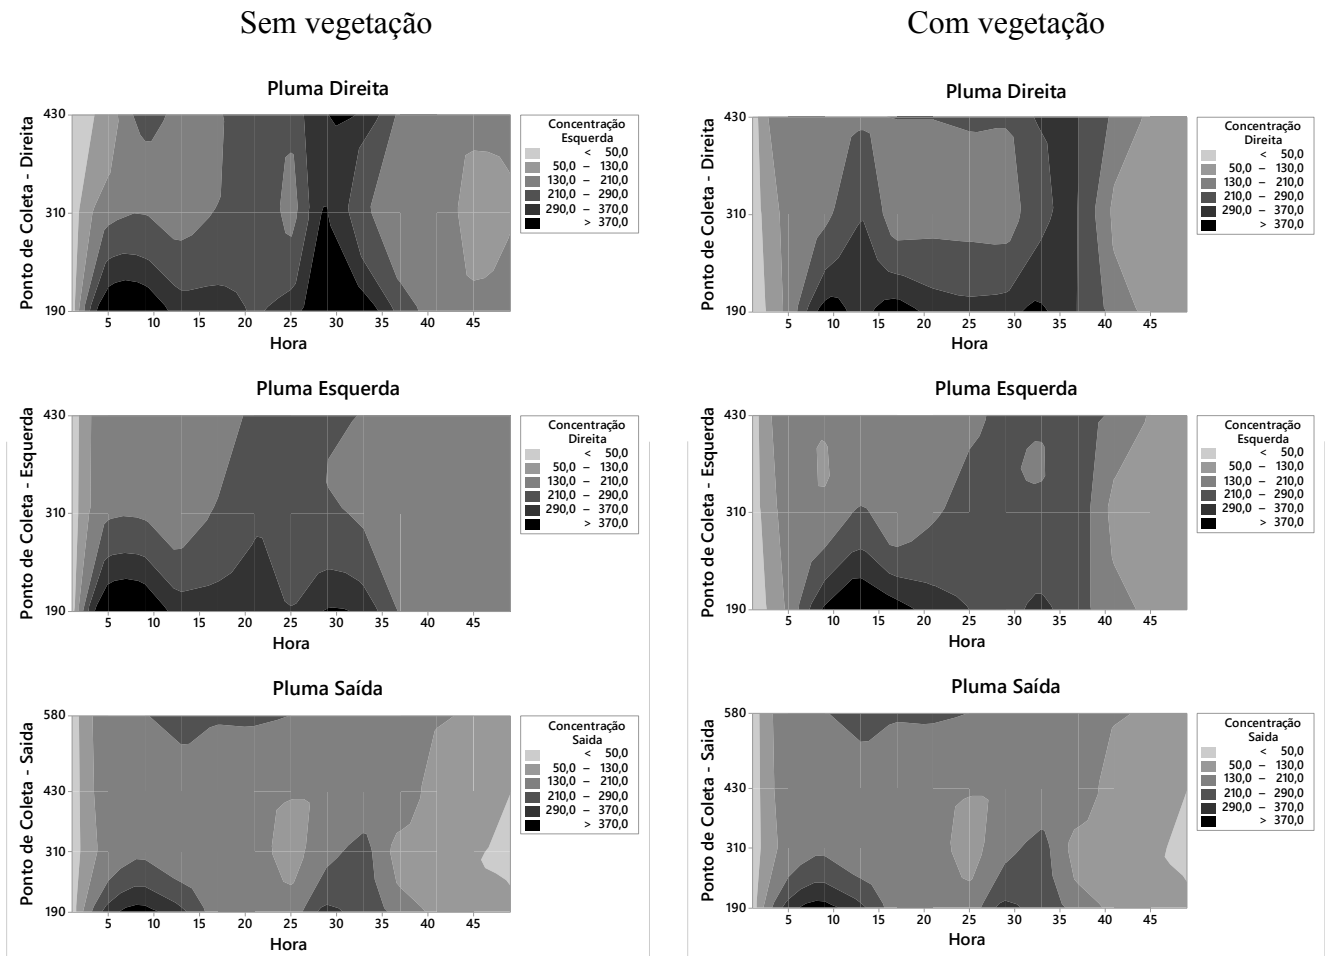 Sem vegetação
Com vegetação
Pluma Direita
Ponto de Coleta - Direita
430
310
190
5 10 15 20 25 30 35 40 45
Hora
Concentração
Esquerda
< 50,0
50,0 – 130,0
130,0 – 210,0
210,0 – 290,0
290,0 – 370,0
> 370,0
Pluma Direita
Ponto de Coleta - Direita
430
310
190
5 10 15 20 25 30 35 40 45
Hora
Concentração
Direita
< 50,0
50,0 – 130,0
130,0 – 210,0
210,0 – 290,0
290,0 – 370,0
> 370,0
Pluma Esquerda
Ponto de Coleta - Esquerda
430
310
190
5 10 15 20 25 30 35 40 45
Hora
Concentração
Direita
< 50,0
50,0 – 130,0
130,0 – 210,0
210,0 – 290,0
290,0 – 370,0
> 370,0
Pluma Esquerda
Ponto de Coleta - Esquerda
430
310
190
5 10 15 20 25 30 35 40 45
Hora
Concentração
Esquerda
< 50,0
50,0 – 130,0
130,0 – 210,0
210,0 – 290,0
290,0 – 370,0
> 370,0
Pluma Saída
Ponto de Coleta - Saida
580
430
310
190
5 10 15 20 25 30 35 40 45
Hora
Concentração
Saida
< 50,0
50,0 – 130,0
130,0 – 210,0
210,0 – 290,0
290,0 – 370,0
> 370,0
Pluma Saída
Ponto de Coleta - Saida
580
430
310
190
5 10 15 20 25 30 35 40 45
Hora
Concentração
Saida
< 50,0
50,0 – 130,0
130,0 – 210,0
210,0 – 290,0
290,0 – 370,0
> 370,0